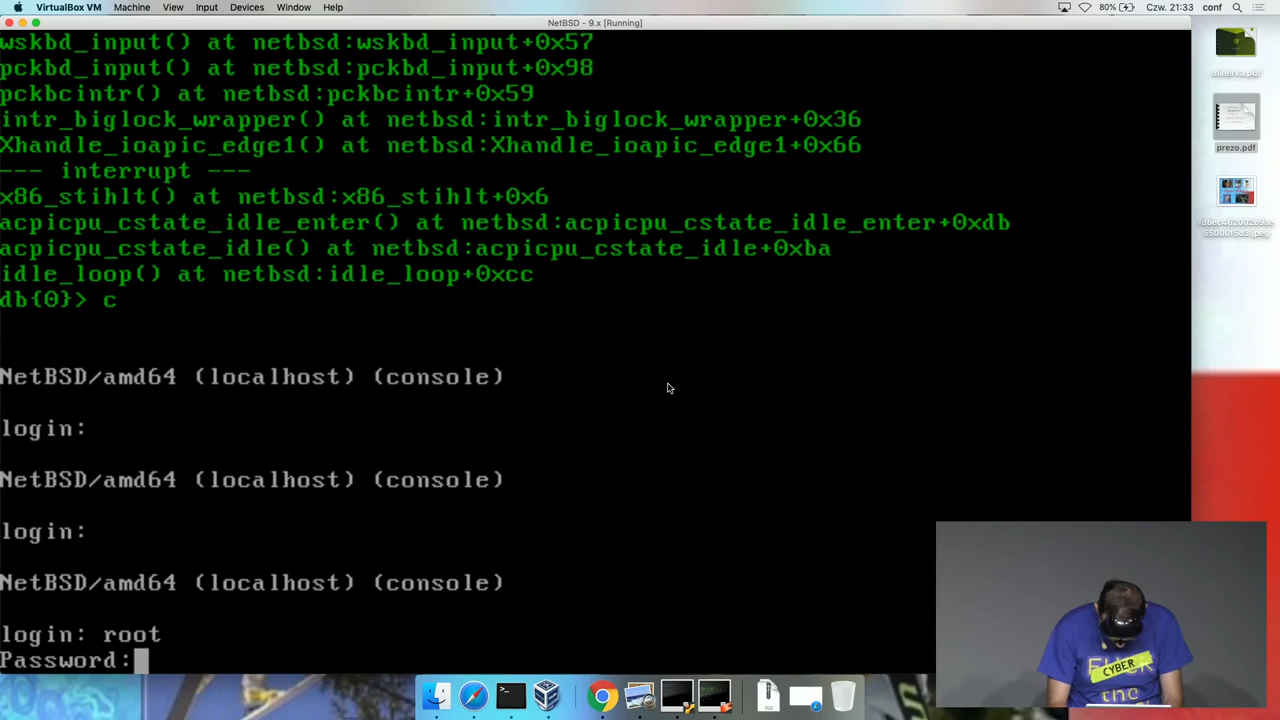 VirtualBox VM Machine View Input Devices Window Help 80% Czw. 21:33 conf
NetBSD - 9.x [Running]
wskbd_input() at netbsd:wskbd_input+0x57
pckbd_input() at netbsd:pckbd_input+0x98
pckbcintr() at netbsd:pckbcintr+0x59
intr_biglock_wrapper() at netbsd:intr_biglock_wrapper+0x36
Xhandle_ioapic_edge1() at netbsd:Xhandle_ioapic_edge1+0x66
--- interrupt ---
x86_stihlt() at netbsd:x86_stihlt+0x6
acpicpu_cstate_idle_enter() at netbsd:acpicpu_cstate_idle_enter+0xdb
acpicpu_cstate_idle() at netbsd:acpicpu_cstate_idle+0xba
idle_loop() at netbsd:idle_loop+0xcc
db{0}> c
NetBSD/amd64 (localhost) (console)
login:
NetBSD/amd64 (localhost) (console)
login:
NetBSD/amd64 (localhost) (console)
login: root
Password:
minerva.pdf
prezo.pdf
CYBER
the